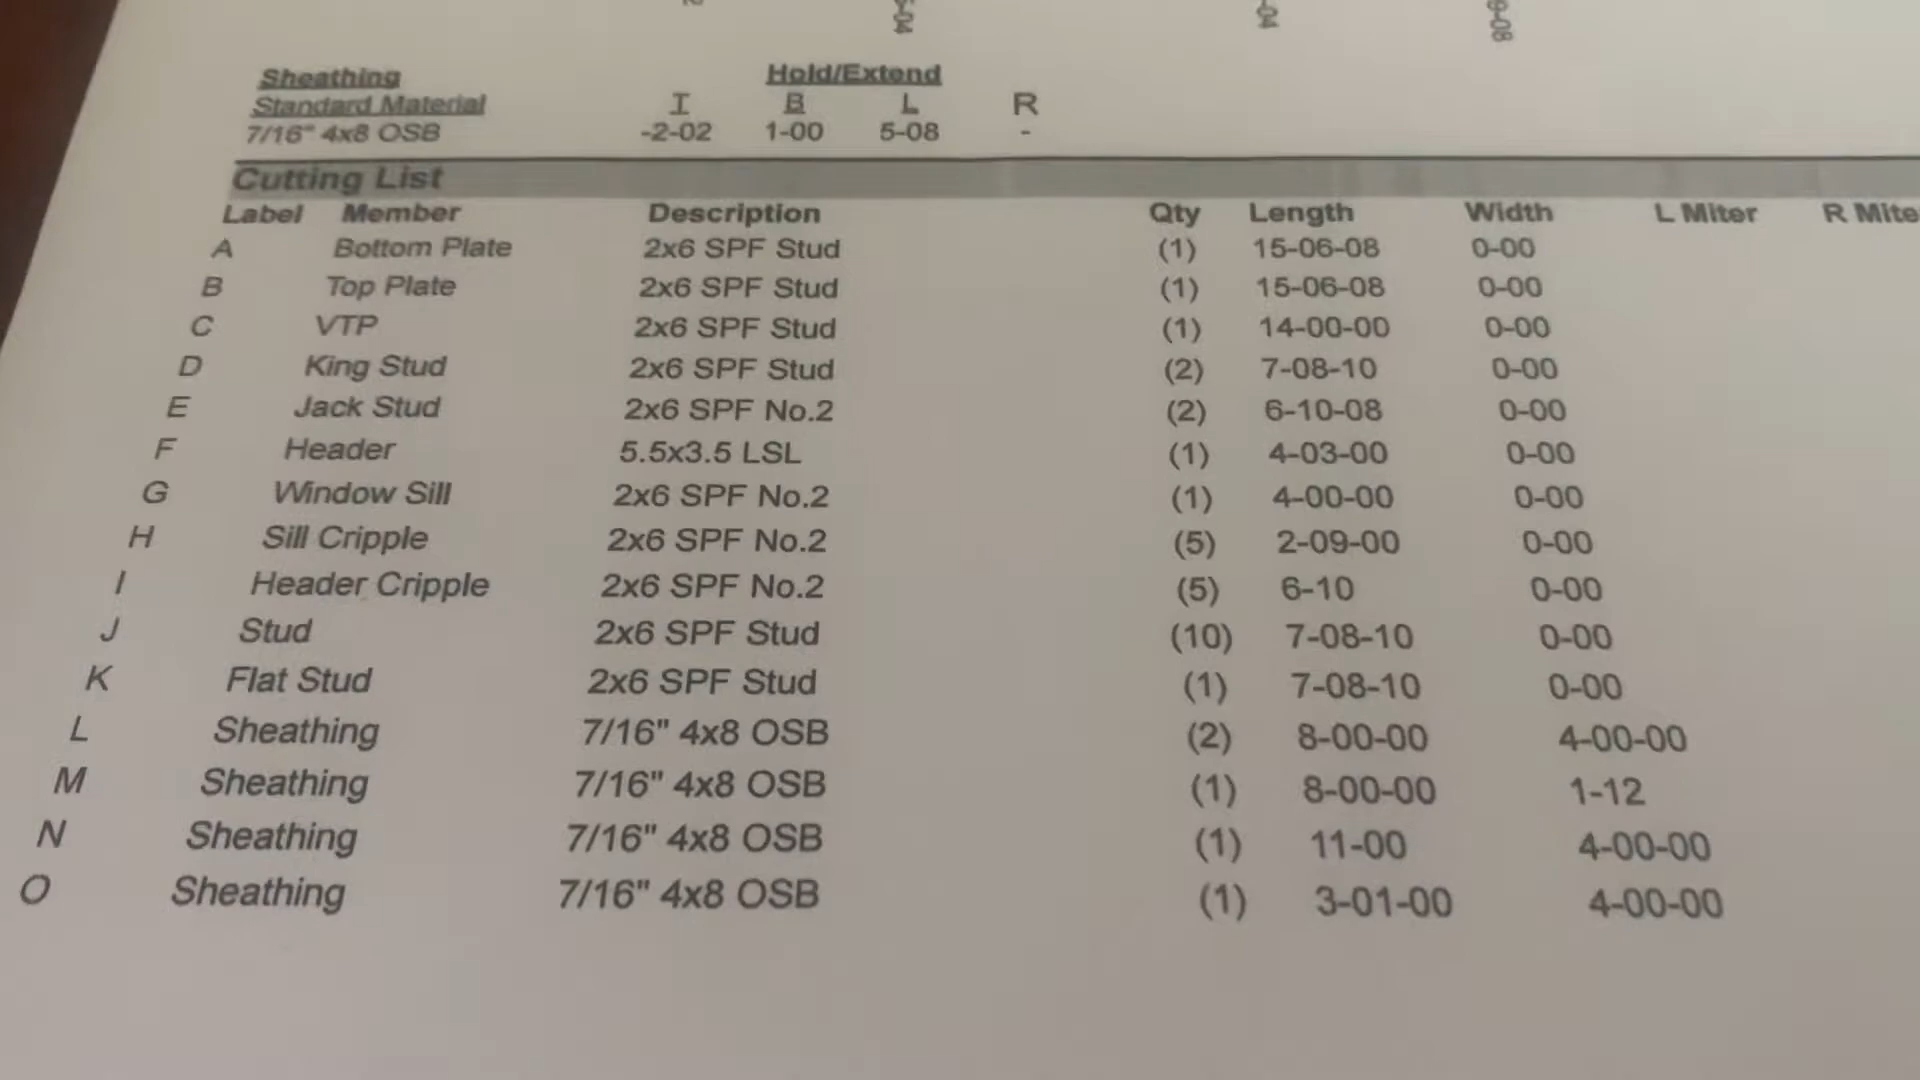 -04
-04
9-08
Sheathing Hold/Extend
Standard Material I B L R
7/16" 4x8 OSB -2-02 1-00 5-08 -
Cutting List
Label Member Description Qty Length Width L Miter R Mite
A Bottom Plate 2x6 SPF Stud (1) 15-06-08 0-00
B Top Plate 2x6 SPF Stud (1) 15-06-08 0-00
C VTP 2x6 SPF Stud (1) 14-00-00 0-00
D King Stud 2x6 SPF Stud (2) 7-08-10 0-00
E Jack Stud 2x6 SPF No.2 (2) 6-10-08 0-00
F Header 5.5x3.5 LSL (1) 4-03-00 0-00
G Window Sill 2x6 SPF No.2 (1) 4-00-00 0-00
H Sill Cripple 2x6 SPF No.2 (5) 2-09-00 0-00
I Header Cripple 2x6 SPF No.2 (5) 6-10 0-00
J Stud 2x6 SPF Stud (10) 7-08-10 0-00
K Flat Stud 2x6 SPF Stud (1) 7-08-10 0-00
L Sheathing 7/16" 4x8 OSB (2) 8-00-00 4-00-00
M Sheathing 7/16" 4x8 OSB (1) 8-00-00 1-12
N Sheathing 7/16" 4x8 OSB (1) 11-00 4-00-00
O Sheathing 7/16" 4x8 OSB (1) 3-01-00 4-00-00